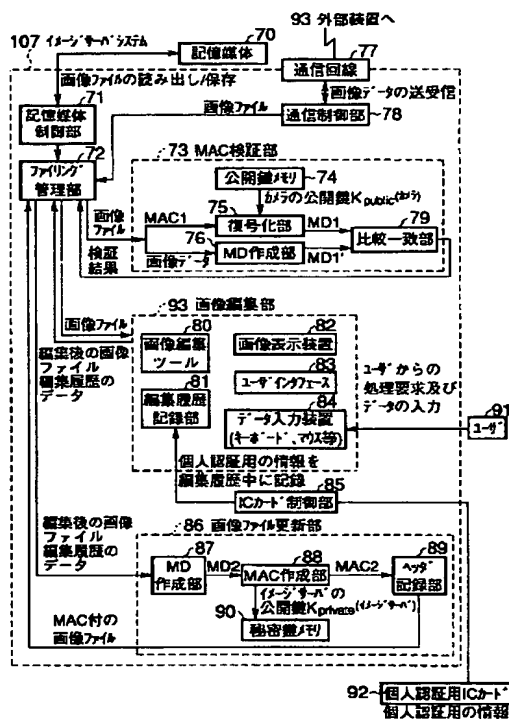 93 外部装置へ
107 イメージサーバシステム
70
記憶媒体
77
通信回線
画像ファイルの読み出し/保存
71
記憶媒体
制御部
画像データの送受信
画像ファイル
通信制御部
78
72
ファイリング
管理部
73 MAC検証部
公開鍵メモリ
74
カメラの公開鍵Kpublic(カメラ)
画像
ファイル
MAC1
75
復号化部
MD1
79
比較一致部
76
MD作成部
MD1'
画像データ
検証
結果
93 画像編集部
画像ファイル
80
画像編集
ツール
82
画像表示装置
編集後の画像
ファイル
編集履歴の
データ
81
編集履歴
記録部
83
ユーザインタフェース
84
データ入力装置
(キーボード、マウス等)
ユーザからの
処理要求及び
データの入力
91
ユーザ
個人認証用の情報を
編集履歴中に記録
85
ICカード制御部
86 画像ファイル更新部
編集後の画像
ファイル
編集履歴の
データ
87
MD
作成部
MD2
88
MAC作成部
MAC2
89
ヘッダ
記録部
イメージサーバの
公開鍵Kprivate(イメージサーバ)
MAC付の
画像ファイル
90
秘密鍵メモリ
92
個人認証用ICカード
個人認証用の情報